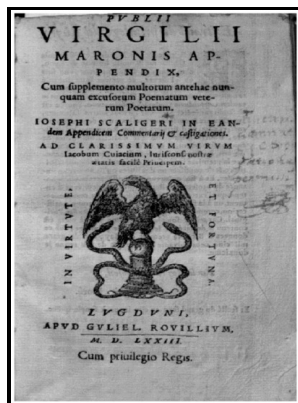 PVBLII
VIRGILII
MARONIS AP-
PENDIX,
Cum supplemento multorum antehac nun-
quam excusorum Poematum vete-
rum Poetarum.
IOSEPHI SCALIGERI IN EAN-
dem Appendicem Commentarij & castigationes.
AD CLARISSIMVM VIRVM
Iacobum Cuiacium, Iurisconf. nostræ
ætatis facilè Principem.
IN VIRTVTE,
ET FORTVNA,
LVGDVNI,
APVD GVLIEL. ROVILLIVM,
M. D. LXXIII.
Cum priuilegio Regis.